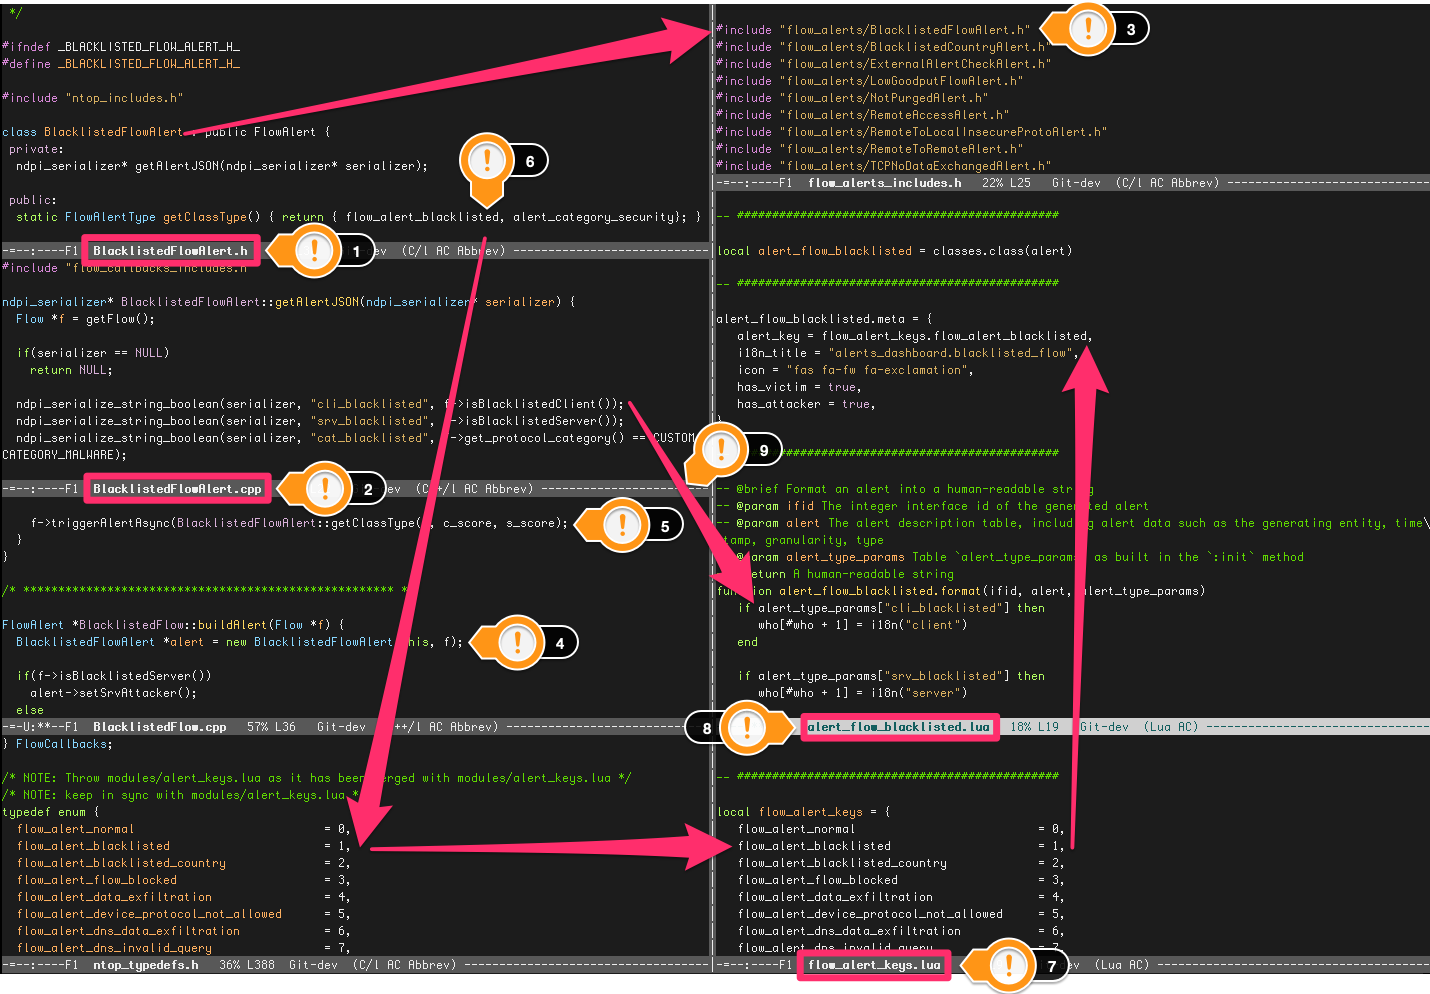 */
#ifndef _BLACKLISTED_FLOW_ALERT_H_
#define _BLACKLISTED_FLOW_ALERT_H_
#include "ntop_includes.h"
class BlacklistedFlowAlert : public FlowAlert {
private:
ndpi_serializer* getAlertJSON(ndpi_serializer* serializer);
6
public:
static FlowAlertType getClassType() { return { flow_alert_blacklisted, alert_category_security}; }
-=--:----F1 BlacklistedFlowAlert.h 1 ev (C/l AC Abbrev) ----
#include "flow_callbacks_includes.h"
ndpi_serializer* BlacklistedFlowAlert::getAlertJSON(ndpi_serializer* serializer) {
Flow *f = getFlow();
if(serializer == NULL)
return NULL;
ndpi_serialize_string_boolean(serializer, "cli_blacklisted", f->isBlacklistedClient());
ndpi_serialize_string_boolean(serializer, "srv_blacklisted", ->isBlacklistedServer());
ndpi_serialize_string_boolean(serializer, "cat_blacklisted", ->get_protocol_category() == CUSTOM
CATEGORY_MALWARE);
-=--:----F1 BlacklistedFlowAlert.cpp 2 ev (C +/l AC Abbrev) ----
f->triggerAlertAsync(BlacklistedFlowAlert::getClassType( , c_score, s_score); 5
}
}
/* ***************************************************** *
FlowAlert *BlacklistedFlow::buildAlert(Flow *f) {
BlacklistedFlowAlert *alert = new BlacklistedFlowAlert his, f); 4
if(f->isBlacklistedServer())
alert->setSrvAttacker();
else
-=-U:**--F1 BlacklistedFlow.cpp 57% L36 Git-dev ++/l AC Abbrev) ----
} FlowCallbacks;
/* NOTE: Throw modules/alert_keys.lua as it has been erged with modules/alert_keys.lua */
/* NOTE: keep in sync with modules/alert_keys.lua *
typedef enum {
flow_alert_normal = 0,
flow_alert_blacklisted = 1,
flow_alert_blacklisted_country = 2,
flow_alert_flow_blocked = 3,
flow_alert_data_exfiltration = 4,
flow_alert_device_protocol_not_allowed = 5,
flow_alert_dns_data_exfiltration = 6,
flow_alert_dns_invalid_query = 7,
-=--:----F1 ntop_typedefs.h 36% L388 Git-dev (C/l AC Abbrev) ----
#include "flow_alerts/BlacklistedFlowAlert.h" 3
#include "flow_alerts/BlacklistedCountryAlert.h"
#include "flow_alerts/ExternalAlertCheckAlert.h"
#include "flow_alerts/LowGoodputFlowAlert.h"
#include "flow_alerts/NotPurgedAlert.h"
#include "flow_alerts/RemoteAccessAlert.h"
#include "flow_alerts/RemoteToLocalInsecureProtoAlert.h"
#include "flow_alerts/RemoteToRemoteAlert.h"
#include "flow_alerts/TCPNoDataExchangedAlert.h"
-=--:----F1 flow_alerts_includes.h 22% L25 Git-dev (C/l AC Abbrev) ----
-- ##############################################
local alert_flow_blacklisted = classes.class(alert)
-- ##############################################
alert_flow_blacklisted.meta = {
alert_key = flow_alert_keys.flow_alert_blacklisted,
i18n_title = "alerts_dashboard.blacklisted_flow",
icon = "fas fa-fw fa-exclamation",
has_victim = true,
has_attacker = true,
}
9 ##############################################
-- @brief Format an alert into a human-readable string
-- @param ifid The integer interface id of the generated alert
-- @param alert The alert description table, including alert data such as the generating entity, time\
tamp, granularity, type
@param alert_type_params Table `alert_type_params` as built in the `:init` method
return A human-readable string
function alert_flow_blacklisted.format(ifid, alert, alert_type_params)
if alert_type_params["cli_blacklisted"] then
who[#who + 1] = i18n("client")
end
if alert_type_params["srv_blacklisted"] then
who[#who + 1] = i18n("server")
8 alert_flow_blacklisted.lua 18% L19 Git-dev (Lua AC) ----
-- ##############################################
local flow_alert_keys = {
flow_alert_normal = 0,
flow_alert_blacklisted = 1,
flow_alert_blacklisted_country = 2,
flow_alert_flow_blocked = 3,
flow_alert_data_exfiltration = 4,
flow_alert_device_protocol_not_allowed = 5,
flow_alert_dns_data_exfiltration = 6,
flow_alert_dns_invalid_query = 7,
-=--:----F1 flow_alert_keys.lua 7 ev (Lua AC) ----